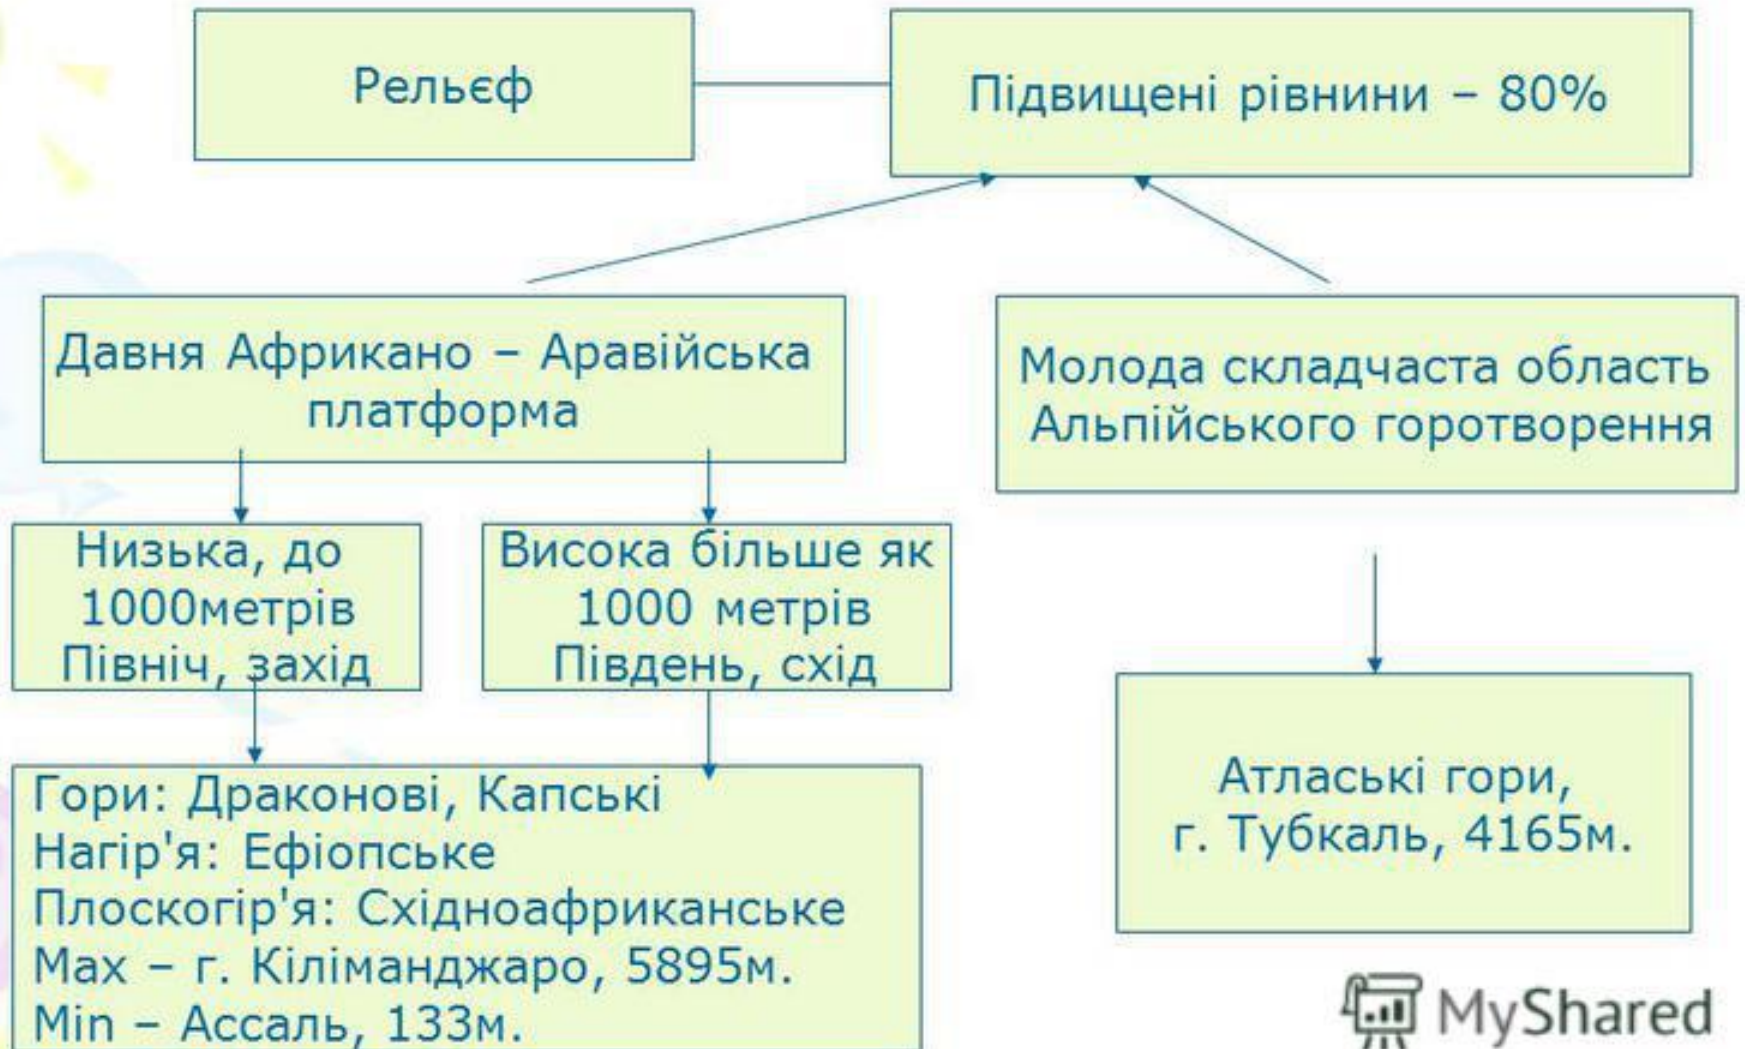 Рельєф
Підвищені рівнини – 80%
Давня Африкано – Аравійська
платформа
Молода складчаста область
Альпійського горотворення
Низька, до
1000метрів
Північ, захід
Висока більше як
1000 метрів
Південь, схід
Гори: Драконові, Капські
Нагір'я: Ефіопське
Плоскогір'я: Східноафриканське
Max – г. Кіліманджаро, 5895м.
Min – Ассаль, 133м.
Атлаські гори,
г. Тубкаль, 4165м.
MyShared